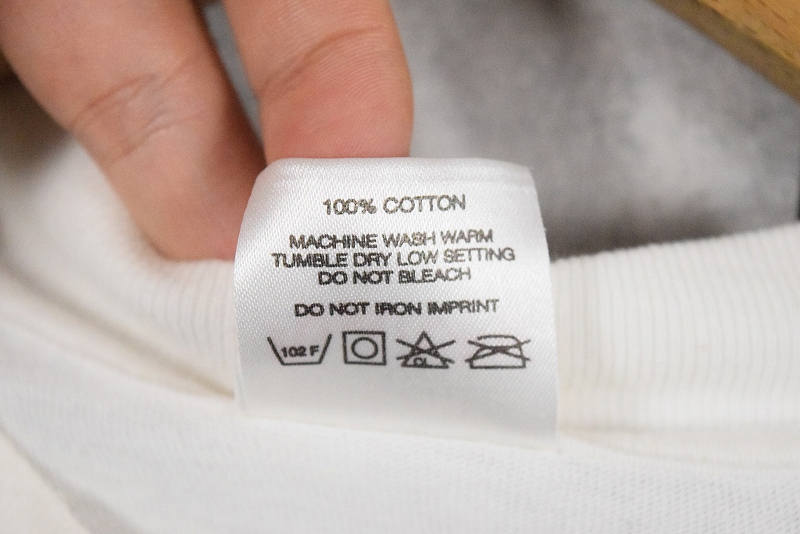 100% COTTON
MACHINE WASH WARM
TUMBLE DRY LOW SETTING
DO NOT BLEACH
DO NOT IRON IMPRINT
102 F CL